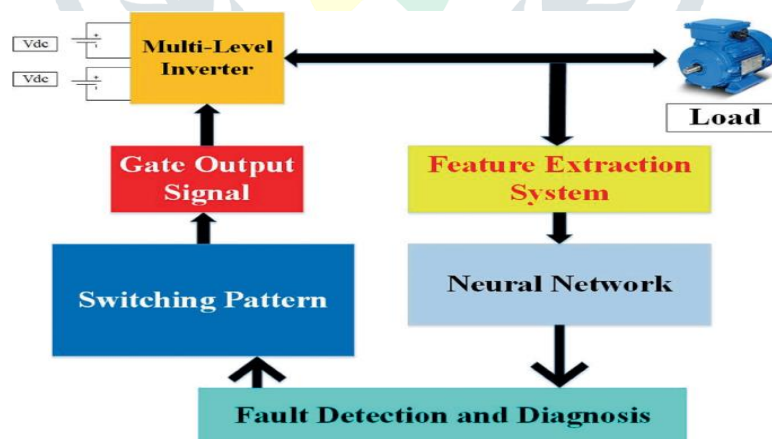 Vdc
Vdc
Multi-Level
Inverter
Load
Gate Output
Signal
Feature Extraction
System
Switching Pattern
Neural Network
Fault Detection and Diagnosis